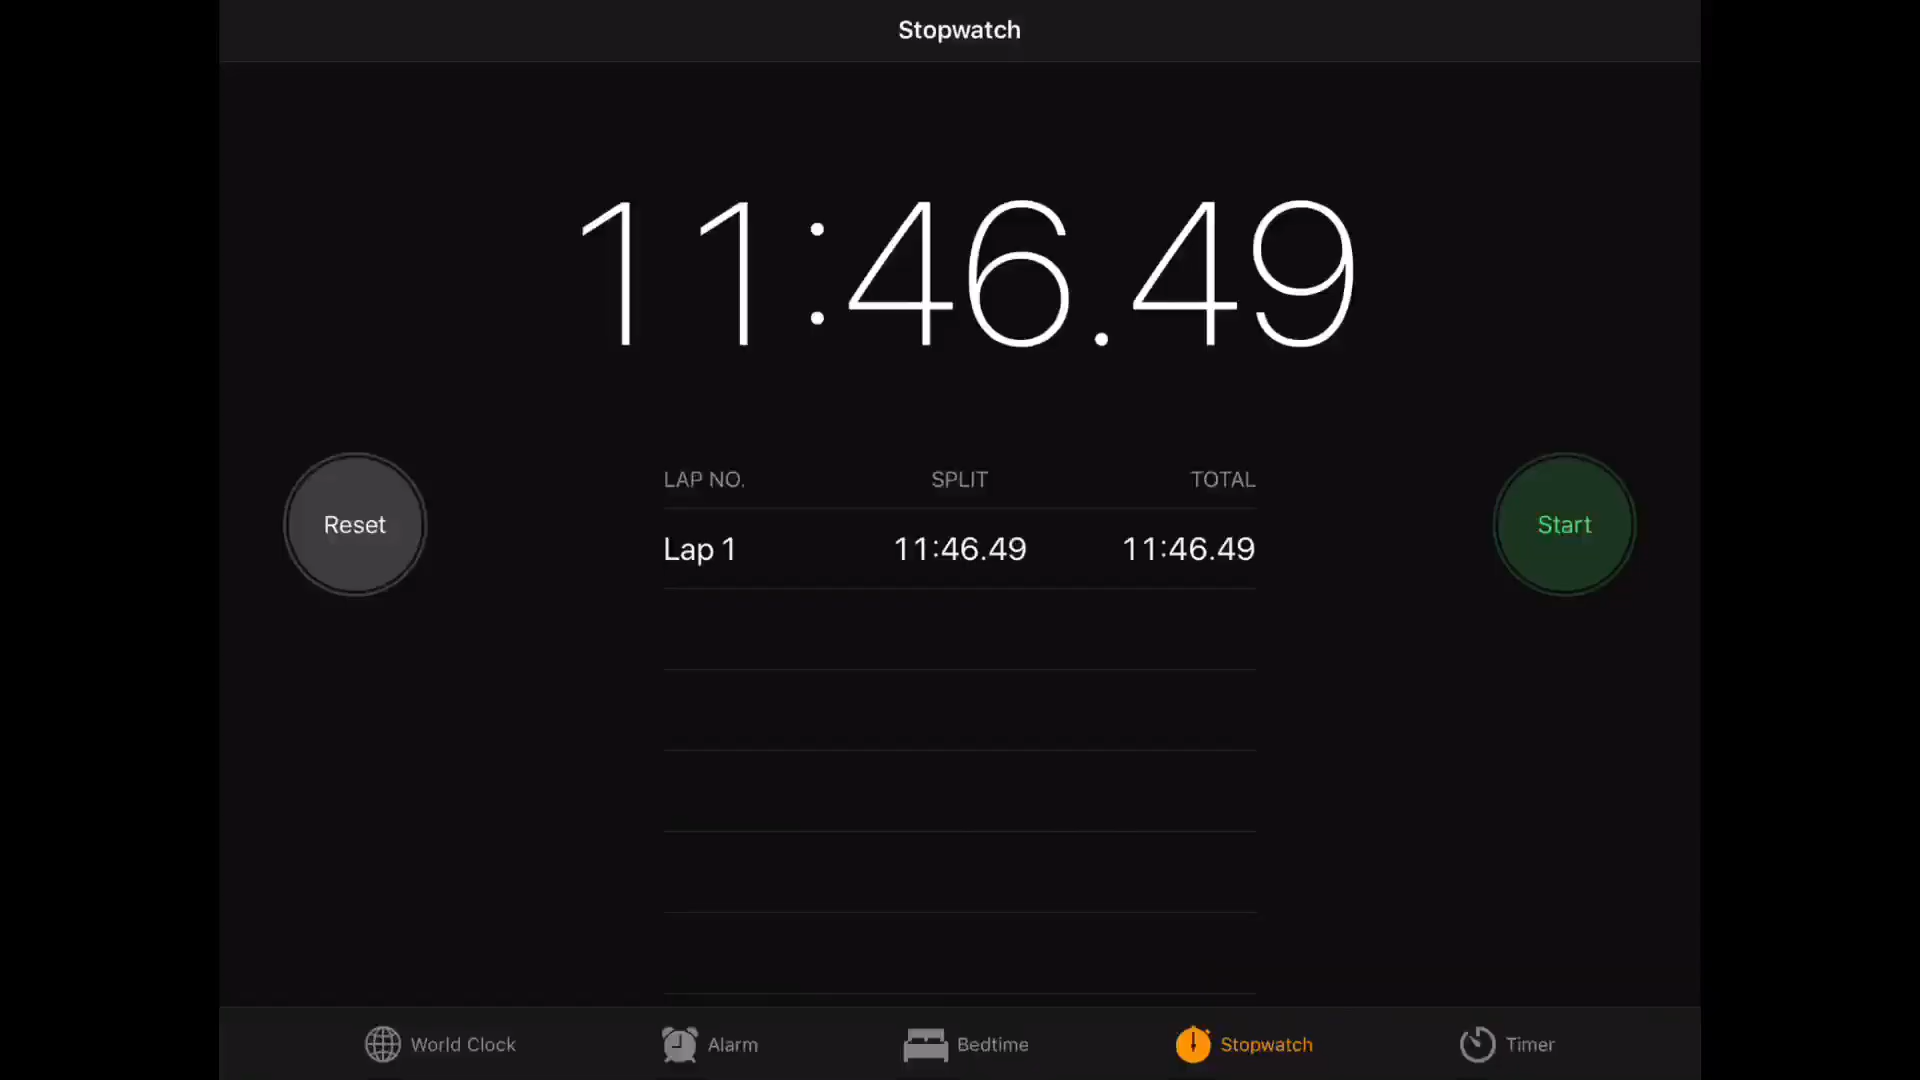 Stopwatch
11:46.49
LAP NO. SPLIT TOTAL
Reset
Start
Lap 1 11:46.49 11:46.49
World Clock Alarm Bedtime Stopwatch Timer